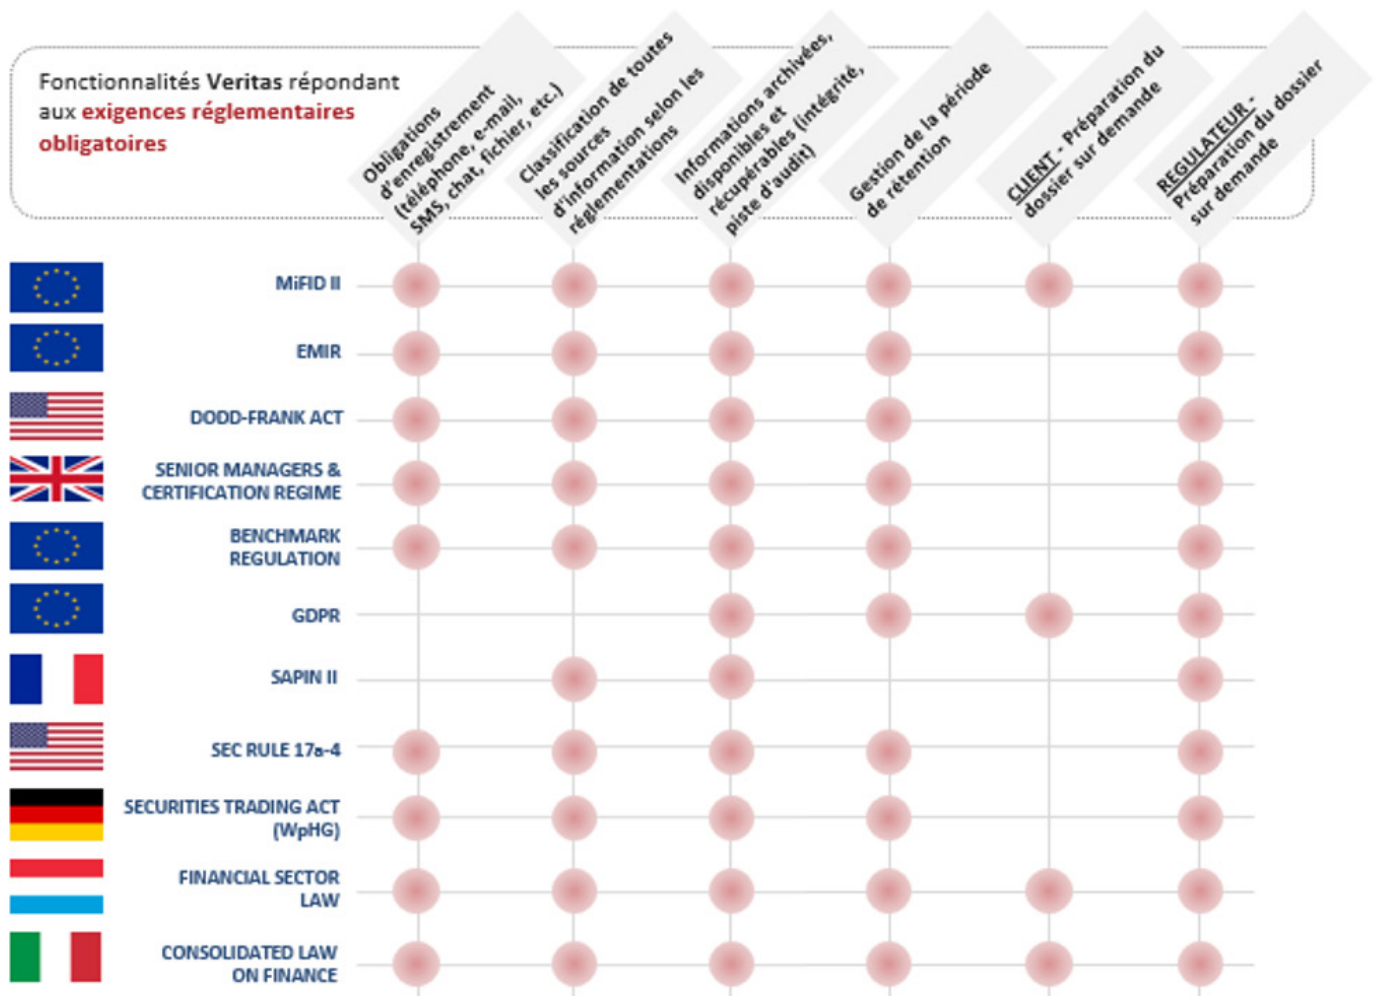 Fonctionnalités Veritas répondant
aux exigences réglementaires
obligatoires
Obligations
d'enregistrement
(téléphone, e-mail,
SMS, chat, fichier, etc.)
Classification de toutes
les sources
d'information selon les
réglementations
Informations archivées,
disponibles et
récupérables (intégrité,
piste d'audit)
Gestion de la période
de rétention
CLIENT - Préparation du
dossier sur demande
REGULATEUR -
Préparation du dossier
sur demande
MiFID II
EMIR
DODD-FRANK ACT
SENIOR MANAGERS &
CERTIFICATION REGIME
BENCHMARK
REGULATION
GDPR
SAPIN II
SEC RULE 17a-4
SECURITIES TRADING ACT
(WpHG)
FINANCIAL SECTOR
LAW
CONSOLIDATED LAW
ON FINANCE